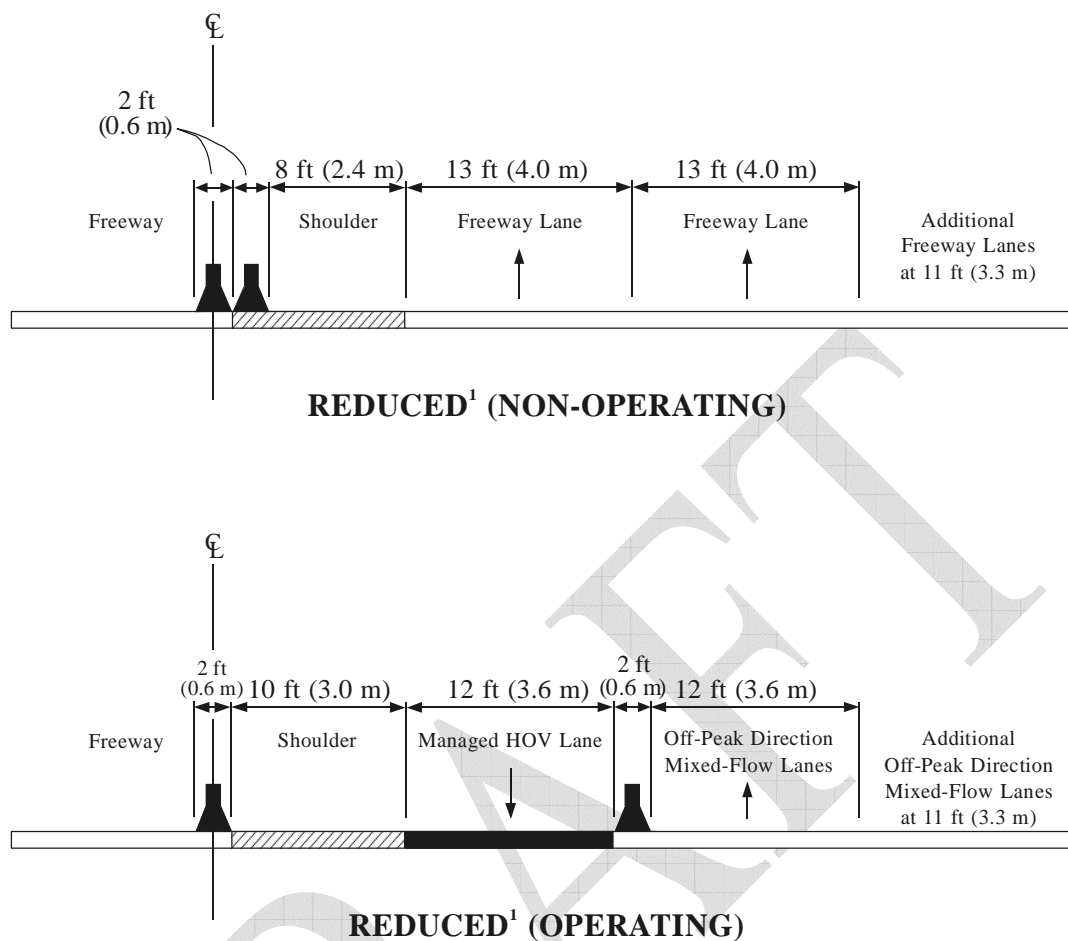 ℄
2 ft
(0.6 m)
8 ft (2.4 m)
13 ft (4.0 m)
13 ft (4.0 m)
Freeway
Shoulder
Freeway Lane
Freeway Lane
Additional
Freeway Lanes
at 11 ft (3.3 m)
REDUCED¹ (NON-OPERATING)
℄
2 ft
(0.6 m)
10 ft (3.0 m)
12 ft (3.6 m)
2 ft
(0.6 m)
12 ft (3.6 m)
Freeway
Shoulder
Managed HOV Lane
Off-Peak Direction
Mixed-Flow Lanes
Additional
Off-Peak Direction
Mixed-Flow Lanes
at 11 ft (3.3 m)
REDUCED¹ (OPERATING)
DRAFT